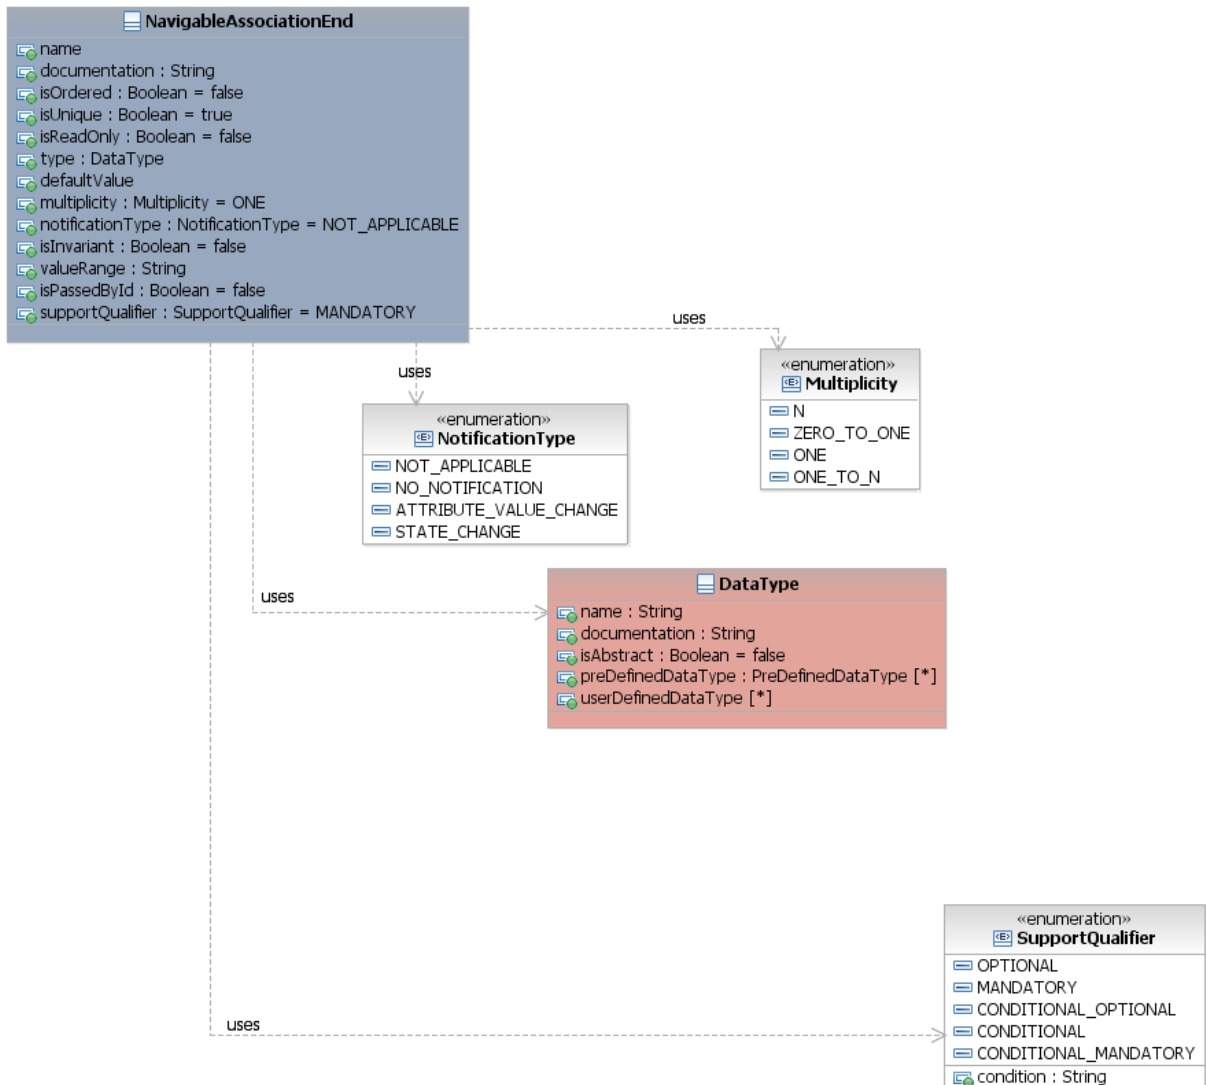 NavigableAssociationEnd
name
documentation : String
isOrdered : Boolean = false
isUnique : Boolean = true
isReadOnly : Boolean = false
type : DataType
defaultValue
multiplicity : Multiplicity = ONE
notificationType : NotificationType = NOT_APPLICABLE
isInvariant : Boolean = false
valueRange : String
isPassedById : Boolean = false
supportQualifier : SupportQualifier = MANDATORY
uses
«enumeration»
Multiplicity
N
ZERO_TO_ONE
ONE
ONE_TO_N
uses
«enumeration»
NotificationType
NOT_APPLICABLE
NO_NOTIFICATION
ATTRIBUTE_VALUE_CHANGE
STATE_CHANGE
uses
DataType
name : String
documentation : String
isAbstract : Boolean = false
preDefinedDataType : PreDefinedDataType [*]
userDefinedDataType [*]
uses
«enumeration»
SupportQualifier
OPTIONAL
MANDATORY
CONDITIONAL_OPTIONAL
CONDITIONAL
CONDITIONAL_MANDATORY
condition : String